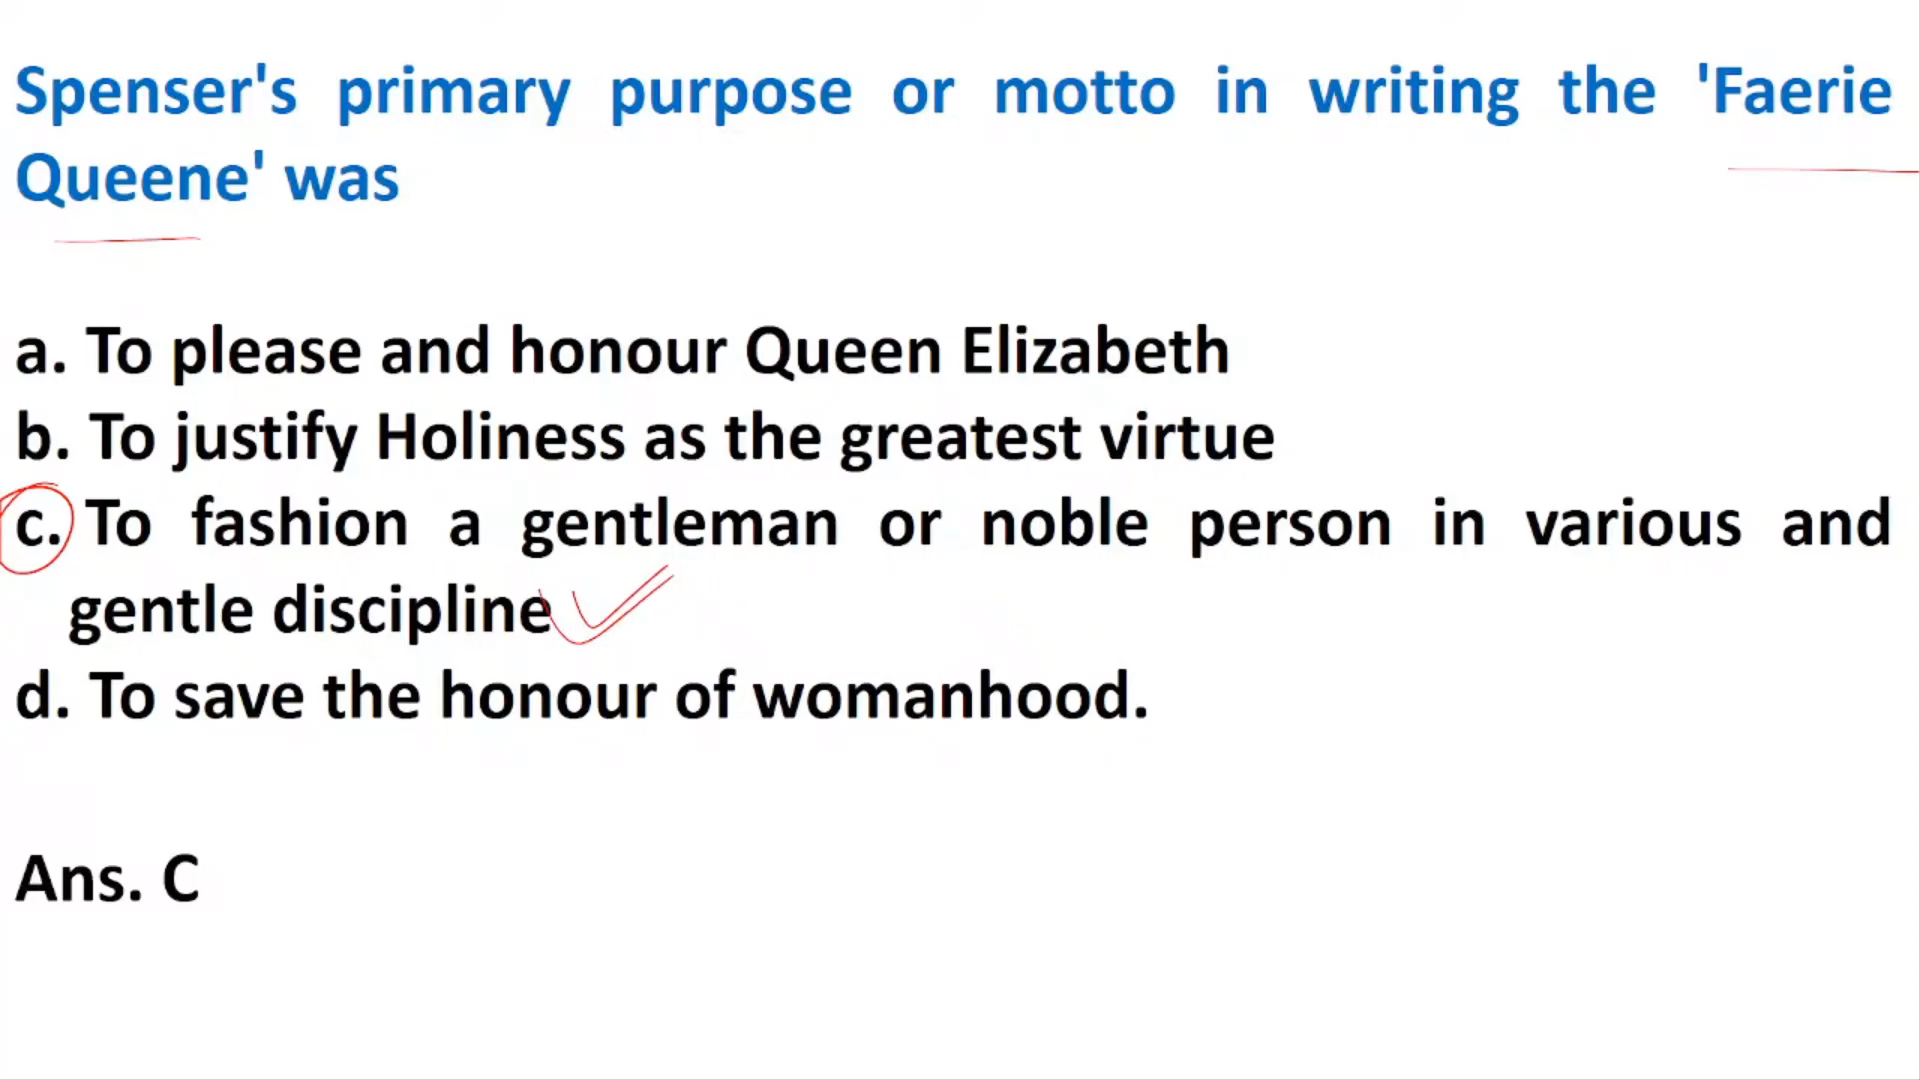 Spenser's primary purpose or motto in writing the 'Faerie
Queene' was
a. To please and honour Queen Elizabeth
b. To justify Holiness as the greatest virtue
c. To fashion a gentleman or noble person in various and
gentle discipline
d. To save the honour of womanhood.
Ans. C